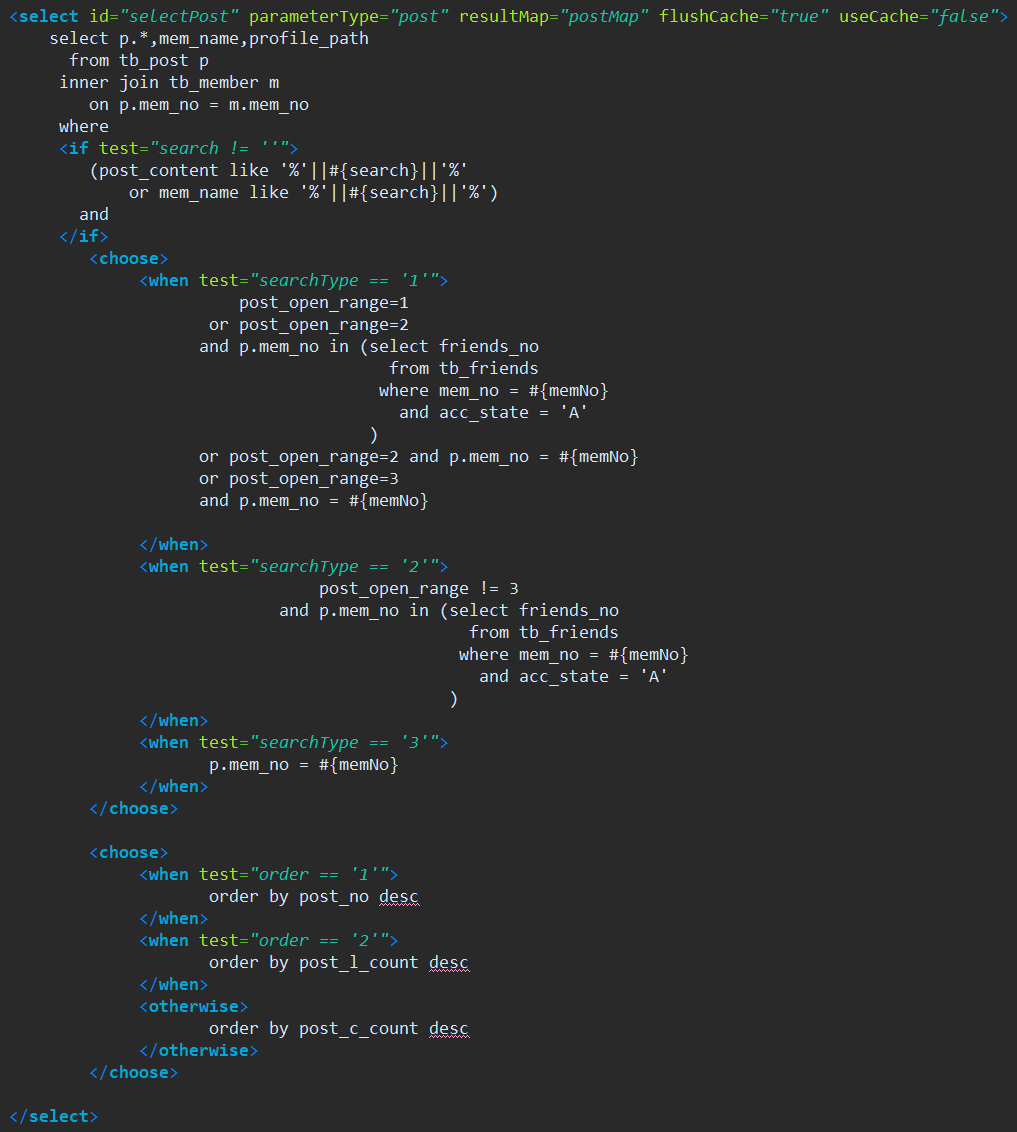 <select id="selectPost" parameterType="post" resultMap="postMap" flushCache="true" useCache="false">
select p.*,mem_name,profile_path
from tb_post p
inner join tb_member m
on p.mem_no = m.mem_no
where
<if test="search != ''">
(post_content like '%'||#{search}||'%'
or mem_name like '%'||#{search}||'%')
and
</if>
<choose>
<when test="searchType == '1'">
post_open_range=1
or post_open_range=2
and p.mem_no in (select friends_no
from tb_friends
where mem_no = #{memNo}
and acc_state = 'A'
)
or post_open_range=2 and p.mem_no = #{memNo}
or post_open_range=3
and p.mem_no = #{memNo}
</when>
<when test="searchType == '2'">
post_open_range != 3
and p.mem_no in (select friends_no
from tb_friends
where mem_no = #{memNo}
and acc_state = 'A'
)
</when>
<when test="searchType == '3'">
p.mem_no = #{memNo}
</when>
</choose>
<choose>
<when test="order == '1'">
order by post_no desc
</when>
<when test="order == '2'">
order by post_l_count desc
</when>
<otherwise>
order by post_c_count desc
</otherwise>
</choose>
</select>